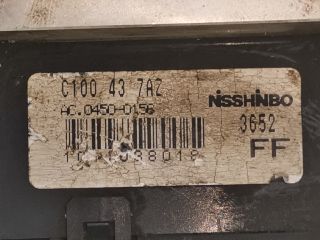 C100 43 7AZ
NISSHINBO
AC.0450-0156
3652
FF